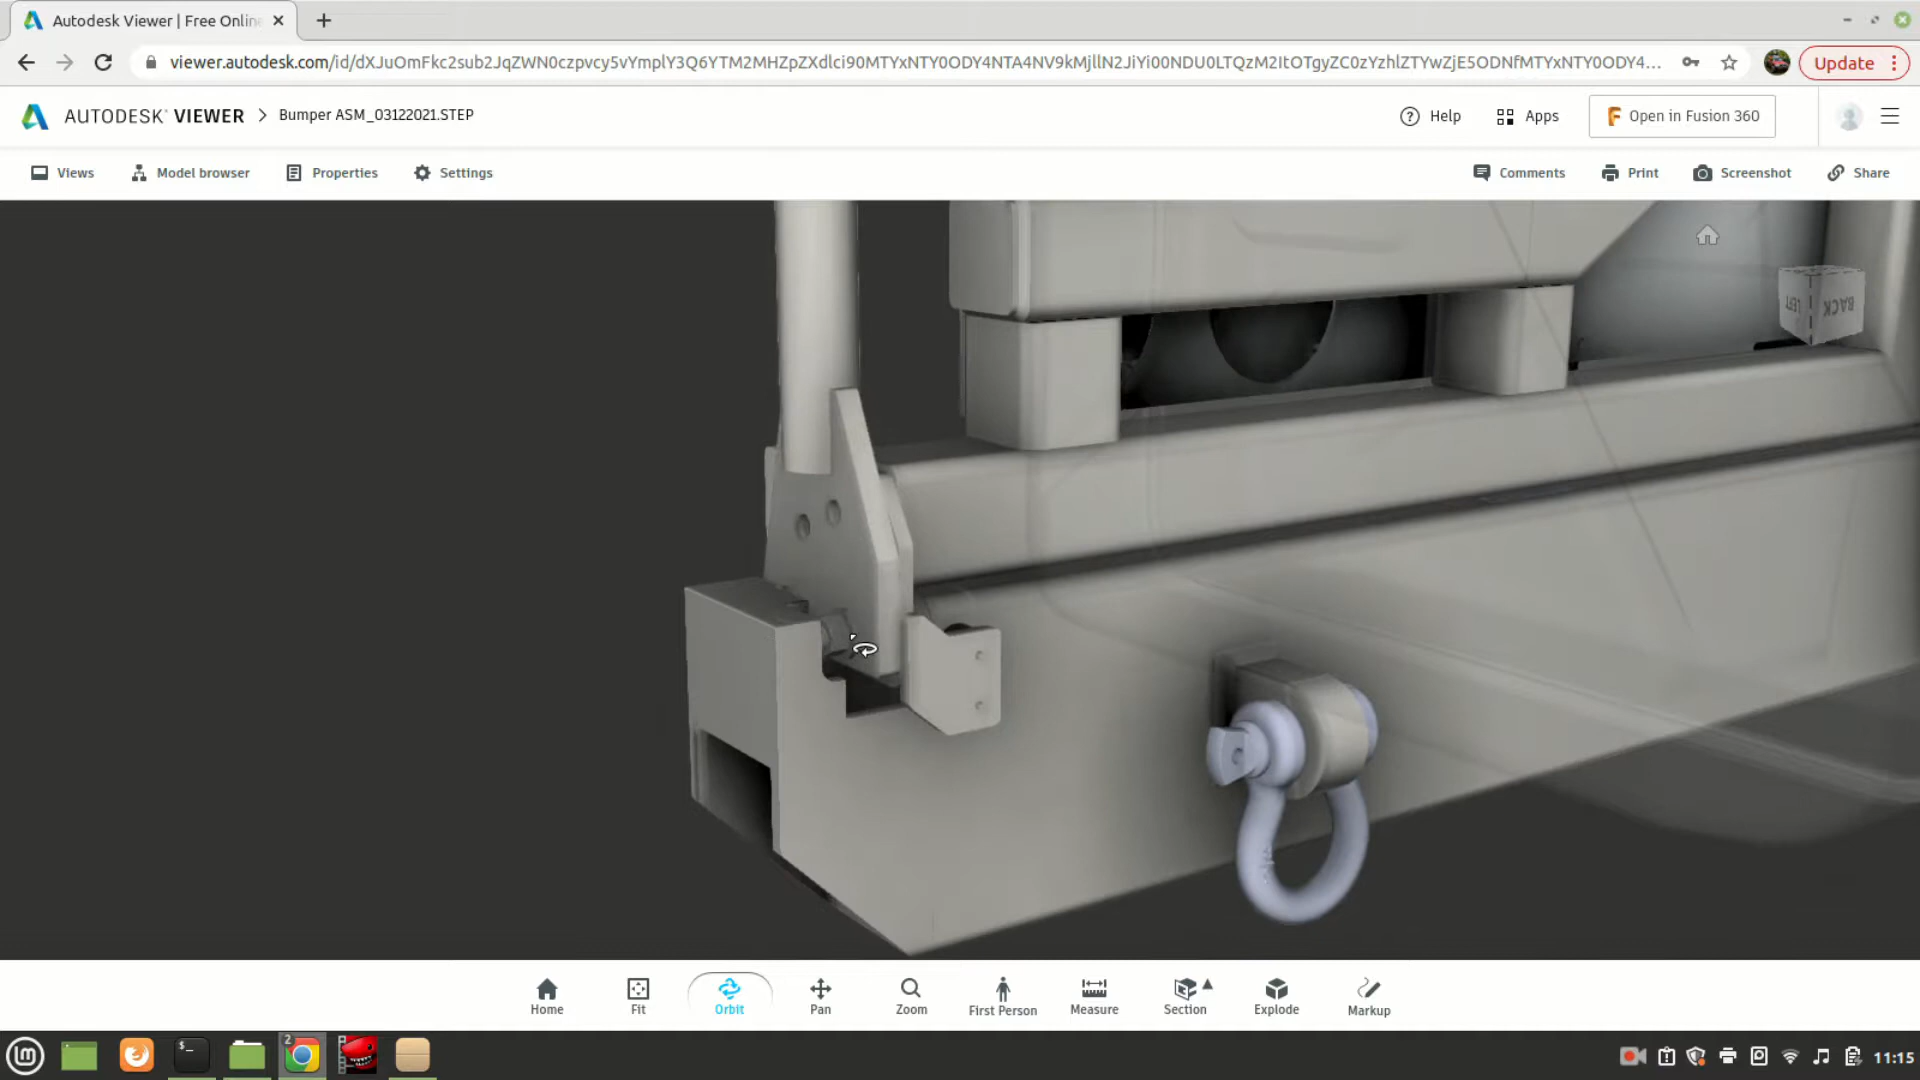 Autodesk Viewer | Free Onlin
viewer.autodesk.com/id/dXJuOmFkc2sub2JqZWN0czpvcy5vYmplY3Q6YTM2MHZpZXdlci90MTYxNTY0ODY4NTA4NV9kMjllN2JiYi00NDU0LTQzM2ItOTgyZC0zYzhlZTYwZjE5ODNfMTYxNTY0ODY4...
Update
AUTODESK VIEWER > Bumper ASM_03122021.STEP
Help
Apps
Open in Fusion 360
Views
Model browser
Properties
Settings
Comments
Print
Screenshot
Share
LEFT
BACK
Home
Fit
Orbit
Pan
Zoom
First Person
Measure
Section
Explode
Markup
2
11:15